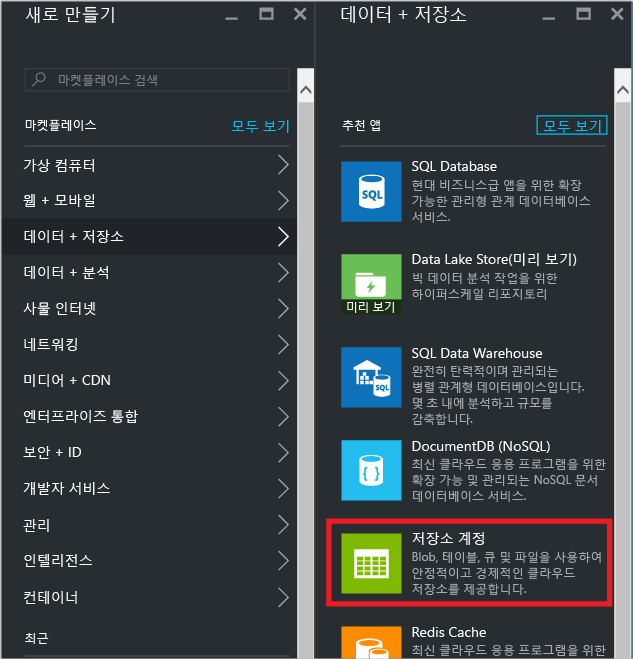 새로 만들기
마켓플레이스 검색
마켓플레이스
모두 보기
가상 컴퓨터
웹 + 모바일
데이터 + 저장소
데이터 + 분석
사물 인터넷
네트워킹
미디어 + CDN
엔터프라이즈 통합
보안 + ID
개발자 서비스
관리
인텔리전스
컨테이너
최근
데이터 + 저장소
추천 앱
모두 보기
SQL
SQL Database
현대 비즈니스급 앱을 위한 확장
가능한 관리형 관계 데이터베이스
서비스.
미리 보기
Data Lake Store(미리 보기)
빅 데이터 분석 작업을 위한
하이퍼스케일 리포지토리
SQL Data Warehouse
완전히 탄력적이며 관리되는
병렬 관계형 데이터베이스입니다.
몇 초 내에 분석하고 규모를
감축합니다.
DocumentDB (NoSQL)
최신 클라우드 응용 프로그램을 위한
확장 가능 및 관리되는 NoSQL 문서
데이터베이스 서비스.
저장소 계정
Blob, 테이블, 큐 및 파일을 사용하여
안정적이고 경제적인 클라우드
저장소를 제공합니다.
Redis Cache
최신 클라우드 응용 프로그램을 위한